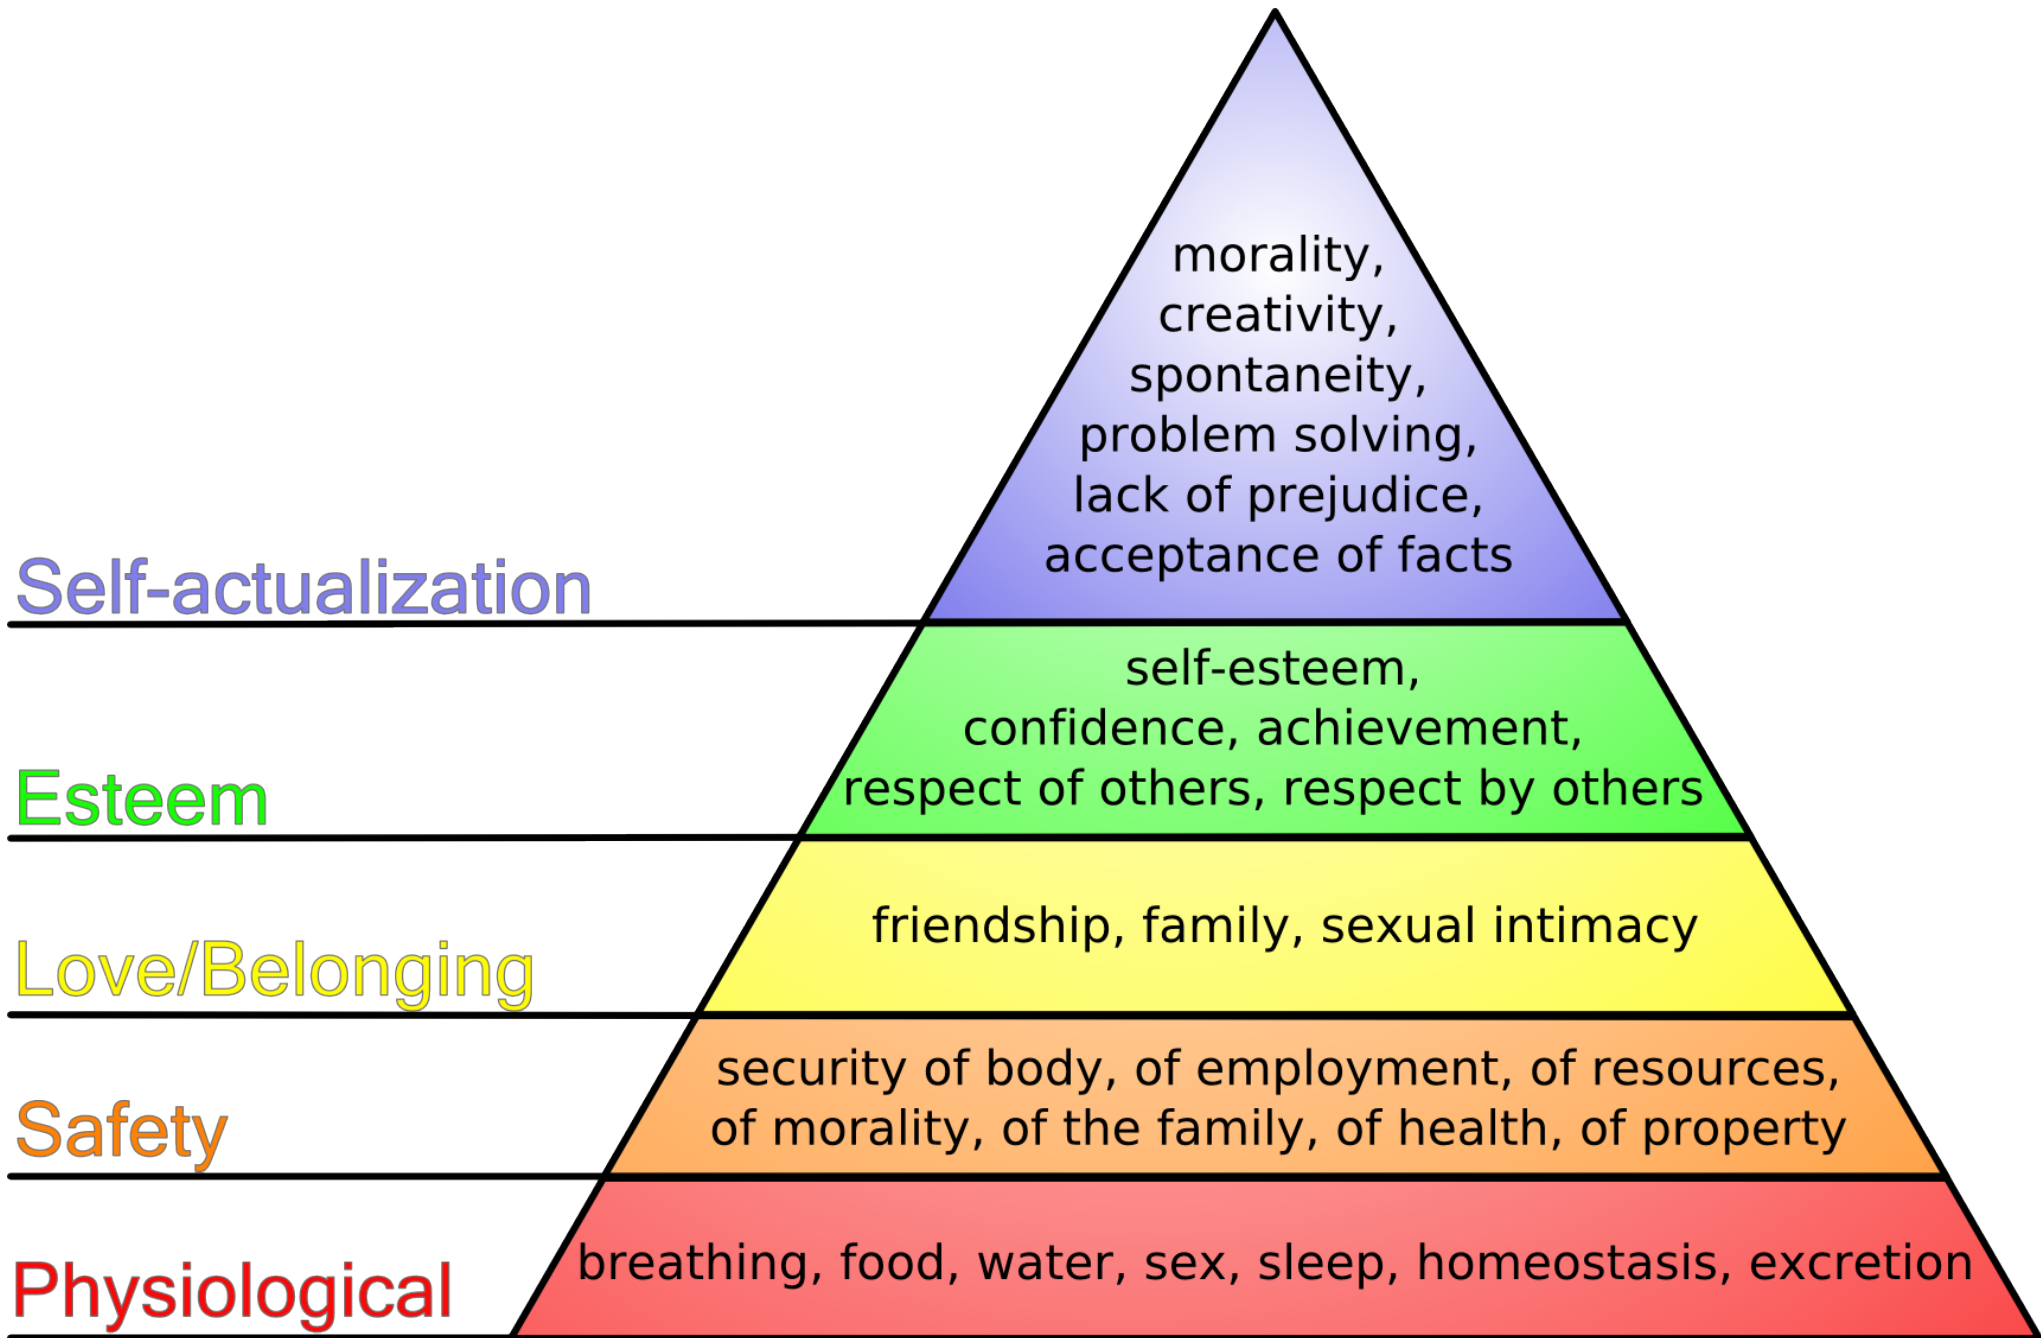 morality,
creativity,
spontaneity,
problem solving,
lack of prejudice,
acceptance of facts
Self-actualization
self-esteem,
confidence, achievement,
respect of others, respect by others
Esteem
friendship, family, sexual intimacy
Love/Belonging
security of body, of employment, of resources,
of morality, of the family, of health, of property
Safety
breathing, food, water, sex, sleep, homeostasis, excretion
Physiological